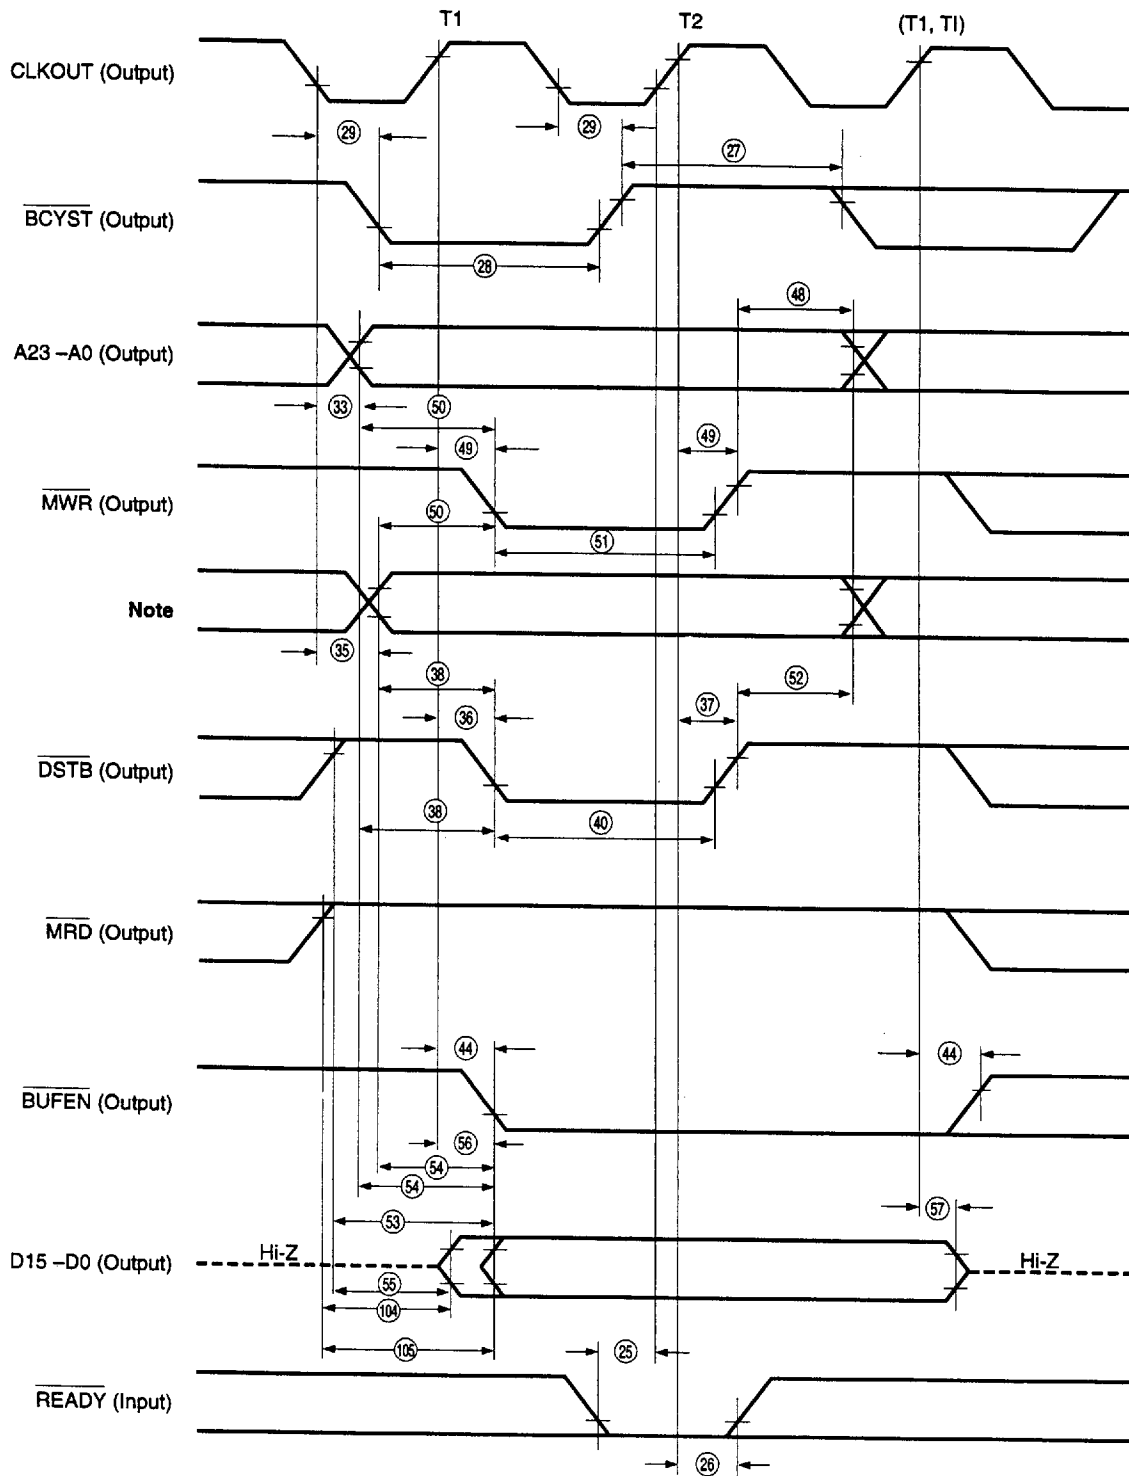 T1 T2 (T1, TI)
CLKOUT (Output)
29 29
27
BCYST (Output)
28
48
A23 –A0 (Output)
33 50
49 49
MWR (Output)
50
51
Note
35
38 52
36 37
DSTB (Output)
38 40
MRD (Output)
44 44
BUFEN (Output)
56
54
54
57
53
Hi-Z
D15 –D0 (Output) Hi-Z
55
104
105 25
READY (Input)
26